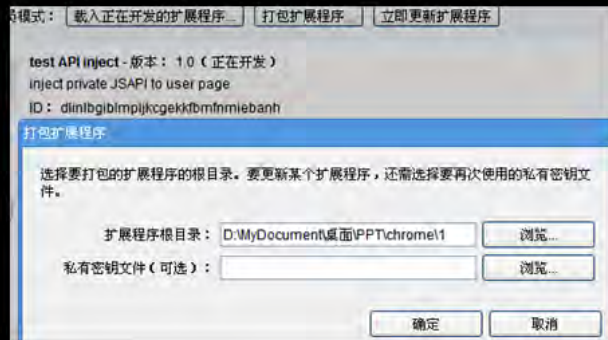 员模式： 载入正在开发的扩展程序... 打包扩展程序... 立即更新扩展程序
test API inject - 版本： 1.0（正在开发）
inject private JSAPI to user page
ID： dlinlbgiblmpljkcgekkfbmfnmiebanh
打包扩展程序
选择要打包的扩展程序的根目录。要更新某个扩展程序，还需选择要再次使用的私有密钥文
件。
扩展程序根目录： D:\MyDocument\桌面\PPT\chrome\1 浏览...
私有密钥文件（可选）： 浏览...
确定 取消